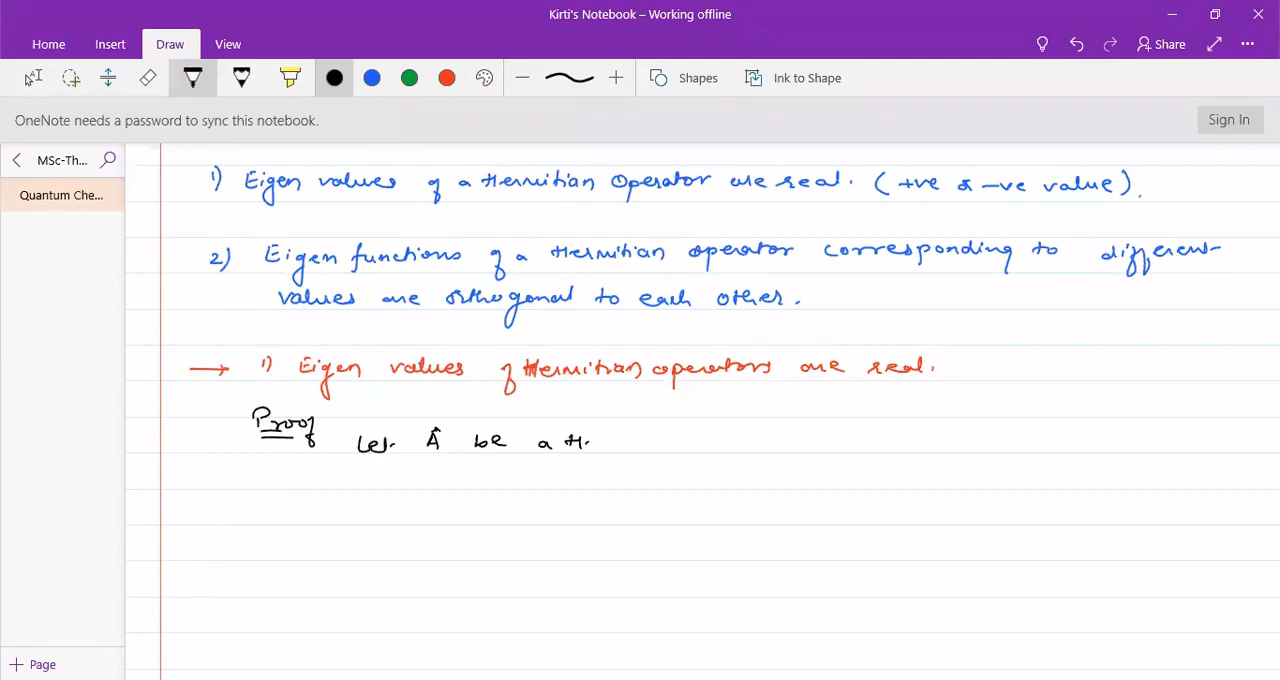 Kirti's Notebook – Working offline
Home Insert Draw View
Share
Shapes Ink to Shape
OneNote needs a password to sync this notebook. Sign In
MSc-Th...
Quantum Che...
1) Eigen values of a Hermitian Operator are real. (+ve & -ve value).
2) Eigen functions of a Hermitian operator corresponding to different
values are orthogonal to each other.
→ 1) Eigen values of Hermitian operators are real.
Proof
Let Â be a H.
+ Page